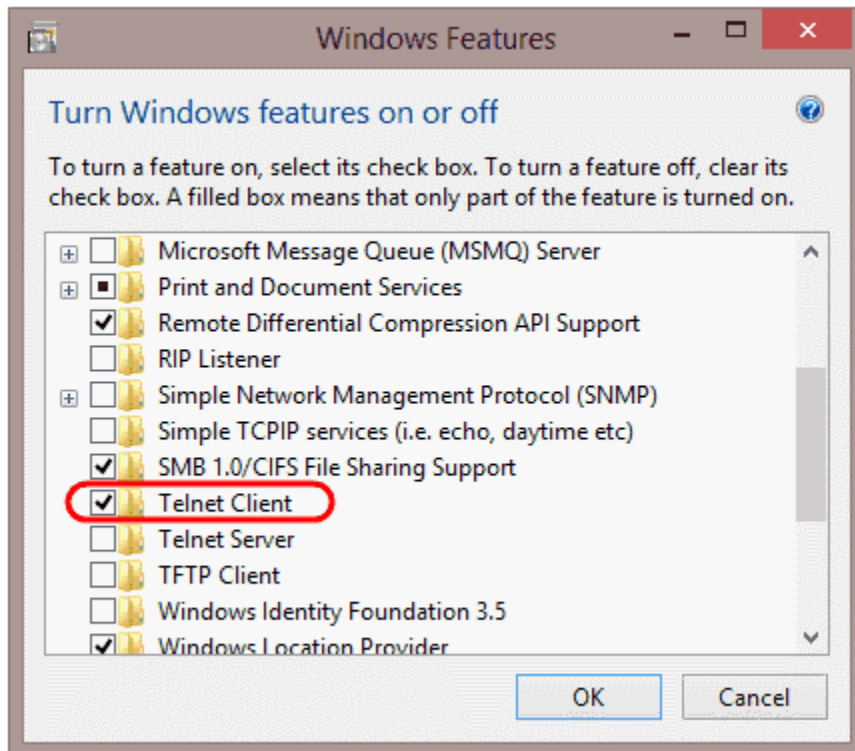 Windows Features
Turn Windows features on or off
To turn a feature on, select its check box. To turn a feature off, clear its
check box. A filled box means that only part of the feature is turned on.
Microsoft Message Queue (MSMQ) Server
Print and Document Services
Remote Differential Compression API Support
RIP Listener
Simple Network Management Protocol (SNMP)
Simple TCPIP services (i.e. echo, daytime etc)
SMB 1.0/CIFS File Sharing Support
Telnet Client
Telnet Server
TFTP Client
Windows Identity Foundation 3.5
Windows Location Provider
OK
Cancel